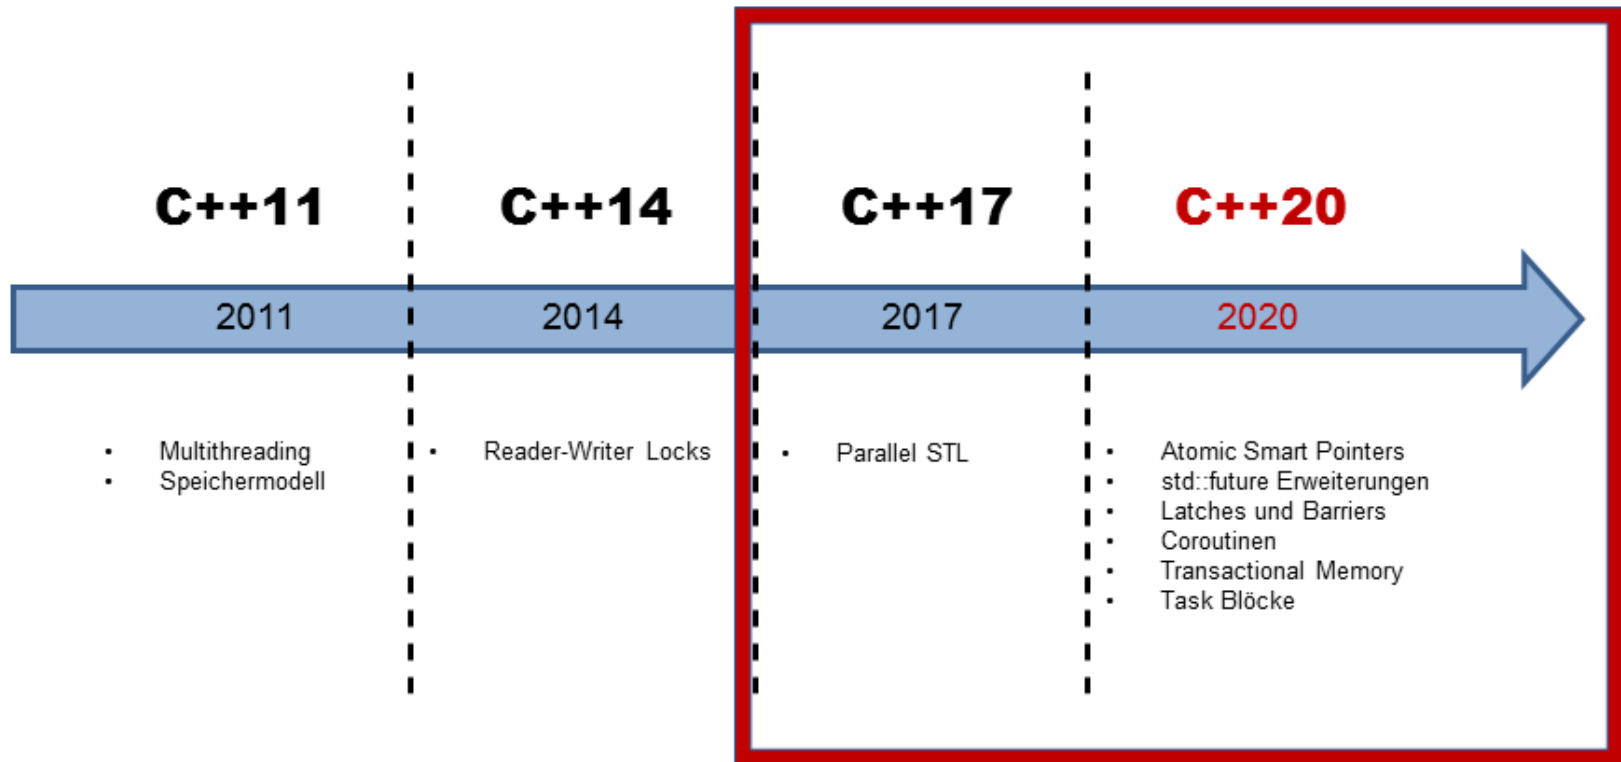 C++11
C++14
C++17
C++20
2011
2014
2017
2020
• Multithreading
• Speichermodell
• Reader-Writer Locks
• Parallel STL
• Atomic Smart Pointers
• std::future Erweiterungen
• Latches und Barriers
• Coroutinen
• Transactional Memory
• Task Blöcke